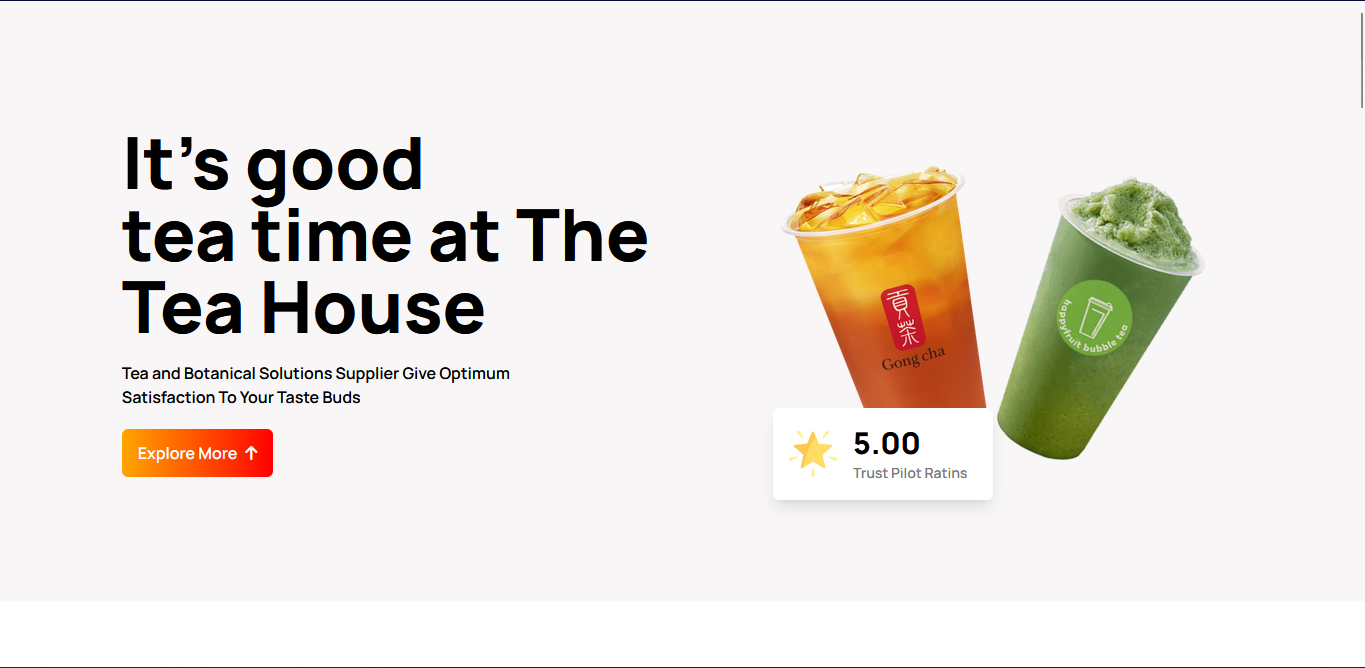 It’s good
tea time at The
Tea House
Tea and Botanical Solutions Supplier Give Optimum
Satisfaction To Your Taste Buds
Explore More
貢茶
Gong cha
happyfruit bubble tea
5.00
Trust Pilot Ratins